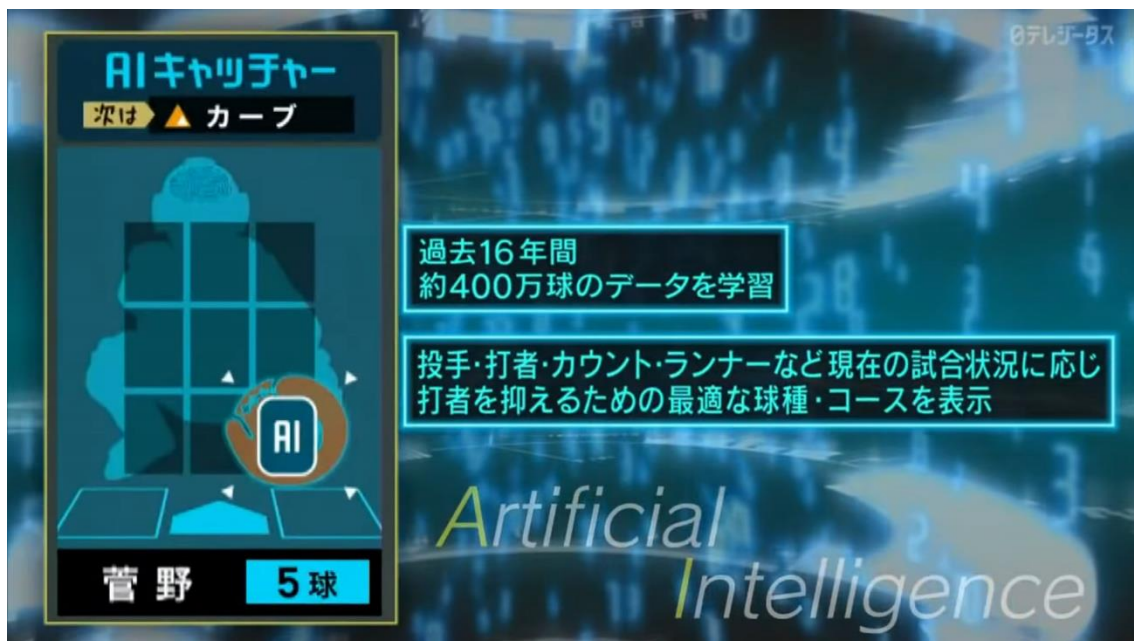 日テレジータス
AIキャッチャー
次は カーブ
過去16年間
約400万球のデータを学習
投手・打者・カウント・ランナーなど現在の試合状況に応じ
打者を抑えるための最適な球種・コースを表示
AI
Artificial
Intelligence
菅野 5球